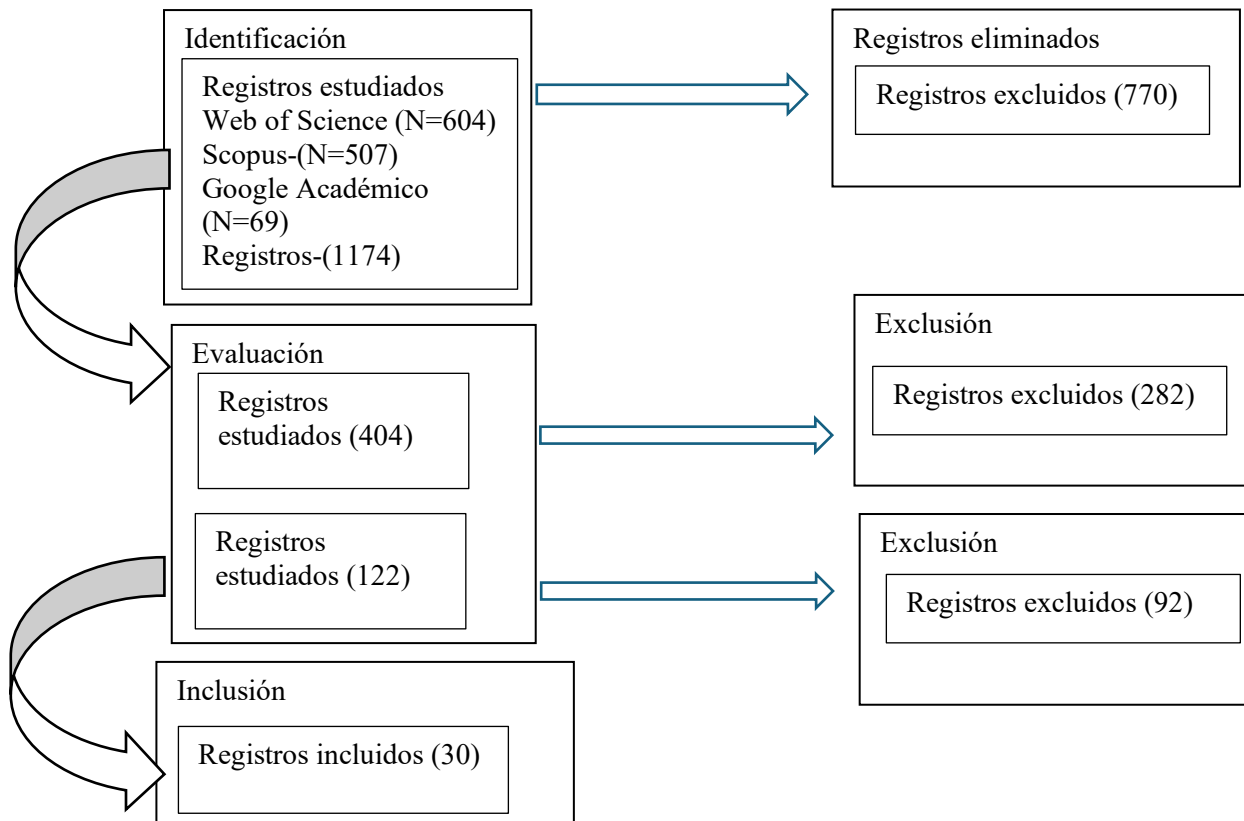 Identificación
Registros estudiados
Web of Science (N=604)
Scopus-(N=507)
Google Académico
(N=69)
Registros-(1174)
Registros eliminados
Registros excluidos (770)
Evaluación
Registros
estudiados (404)
Exclusión
Registros excluidos (282)
Registros
estudiados (122)
Exclusión
Registros excluidos (92)
Inclusión
Registros incluidos (30)